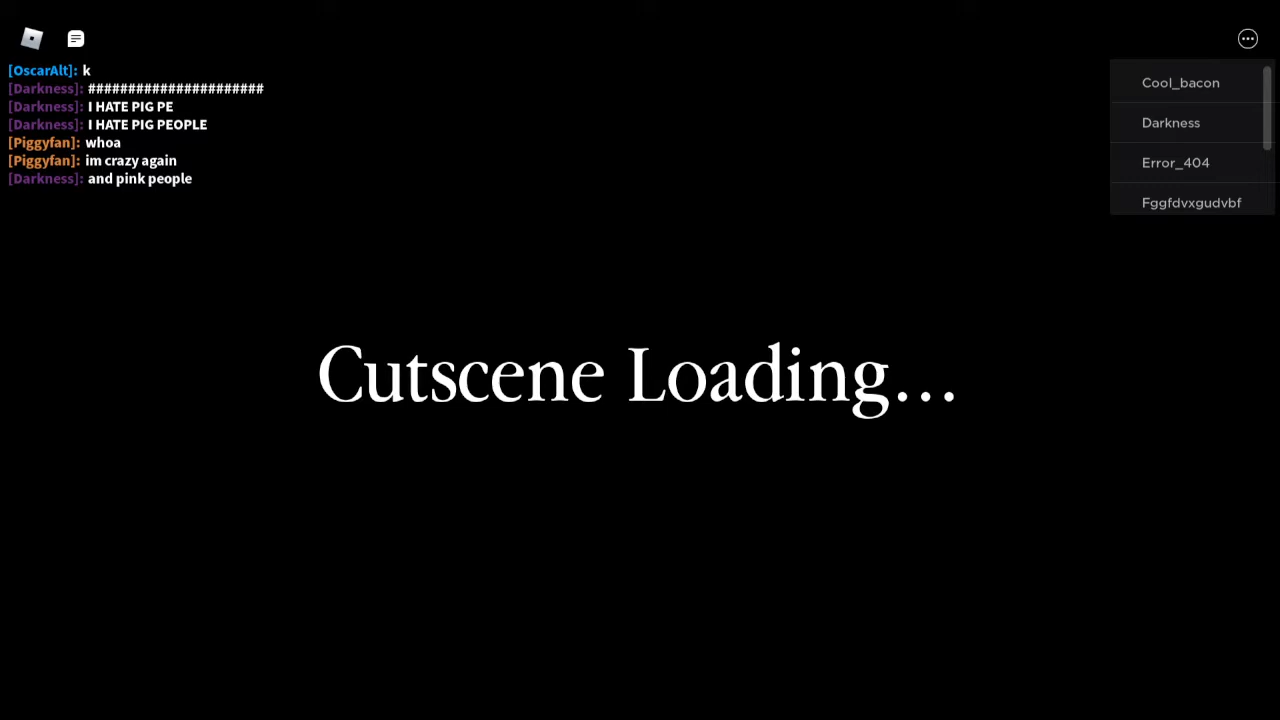 [OscarAlt]: k
[Darkness]: ######################
[Darkness]: I HATE PIG PE
[Darkness]: I HATE PIG PEOPLE
[Piggyfan]: whoa
[Piggyfan]: im crazy again
[Darkness]: and pink people
Cool_bacon
Darkness
Error_404
Fggfdvxgudvbf
Cutscene Loading...